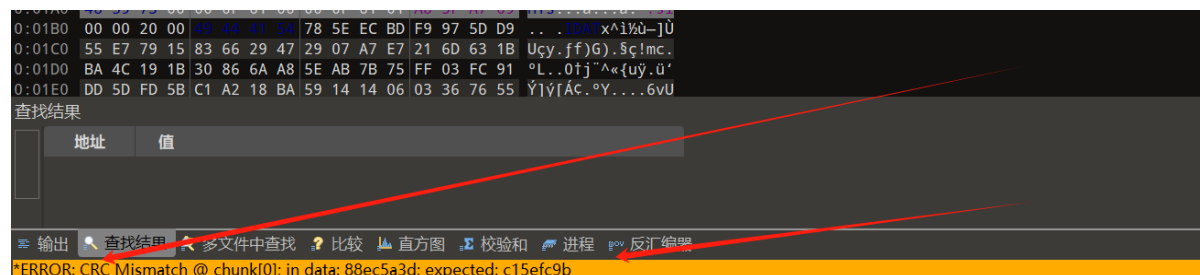 0:01B0 00 00 20 00 49 44 41 54 78 5E EC BD F9 97 5D D9 .. .IDATx^ì½ù—]Ù
0:01C0 55 E7 79 15 83 66 29 47 29 07 A7 E7 21 6D 63 1B Uçy.ƒf)G).§ç!mc.
0:01D0 BA 4C 19 1B 30 86 6A A8 5E AB 7B 75 FF 03 FC 91 ºL..0†j¨^«{uÿ.ü‘
0:01E0 DD 5D FD 5B C1 A2 18 BA 59 14 14 06 03 36 76 55 Ý]ý[Á¢.ºY....6vU
查找结果
地址 值
输出 查找结果 多文件中查找 比较 直方图 校验和 进程 反汇编器
*ERROR: CRC Mismatch @ chunk[0]; in data: 88ec5a3d; expected: c15efc9b